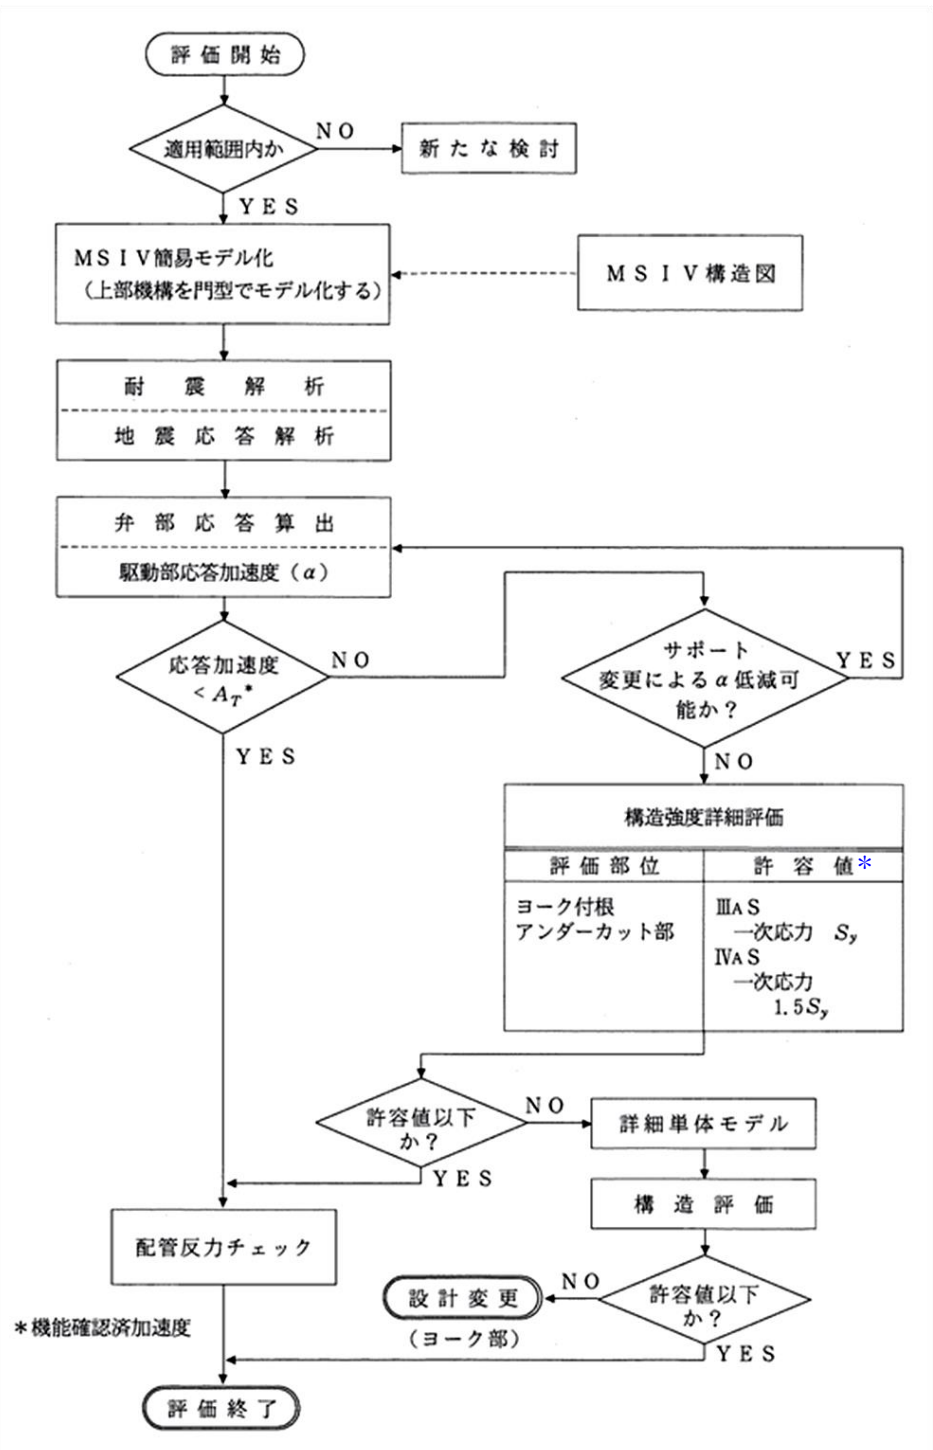 評価開始
適用範囲内か
NO
新たな検討
YES
MSIV簡易モデル化
(上部機構を門型でモデル化する)
MSIV構造図
耐震解析
地震応答解析
弁部応答算出
駆動部応答加速度(α)
応答加速度
<A_T*
NO
サポート
変更によるα低減可
能か?
YES
YES
NO
構造強度詳細評価
評価部位
許容値*
ヨーク付根
アンダーカット部
ⅢAS
一次応力 Sy
ⅣAS
一次応力
1.5Sy
許容値以下
か?
NO
詳細単体モデル
YES
構造評価
配管反力チェック
許容値以下
か?
NO
設計変更
(ヨーク部)
YES
*機能確認済加速度
評価終了